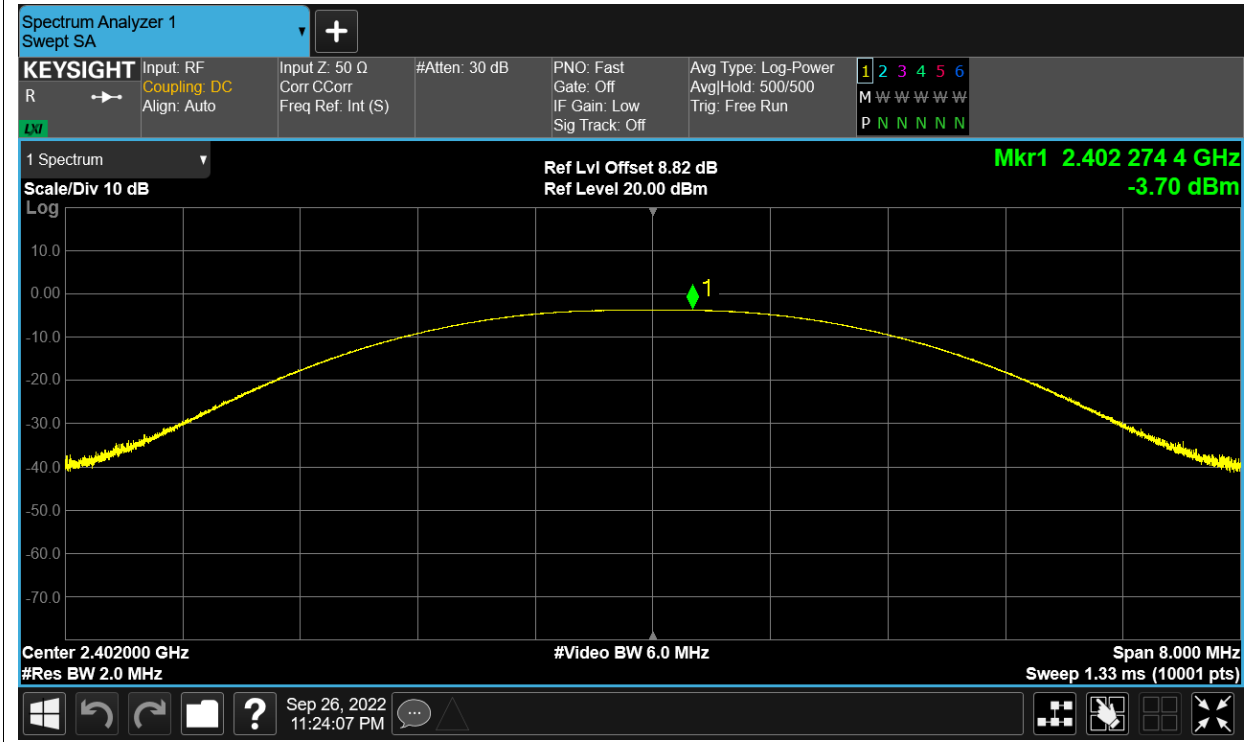 Spectrum Analyzer 1
Swept SA
KEYSIGHT
R
LXI
Input: RF
Coupling: DC
Align: Auto
Input Z: 50 Ω
Corr CCorr
Freq Ref: Int (S)
#Atten: 30 dB
PNO: Fast
Gate: Off
IF Gain: Low
Sig Track: Off
Avg Type: Log-Power
Avg|Hold: 500/500
Trig: Free Run
1 2 3 4 5 6
M W W W W W
P N N N N N
1 Spectrum
Scale/Div 10 dB
Log
Ref Lvl Offset 8.82 dB
Ref Level 20.00 dBm
Mkr1 2.402 274 4 GHz
-3.70 dBm
1
10.0
0.00
-10.0
-20.0
-30.0
-40.0
-50.0
-60.0
-70.0
Center 2.402000 GHz
#Res BW 2.0 MHz
#Video BW 6.0 MHz
Span 8.000 MHz
Sweep 1.33 ms (10001 pts)
?
Sep 26, 2022
11:24:07 PM